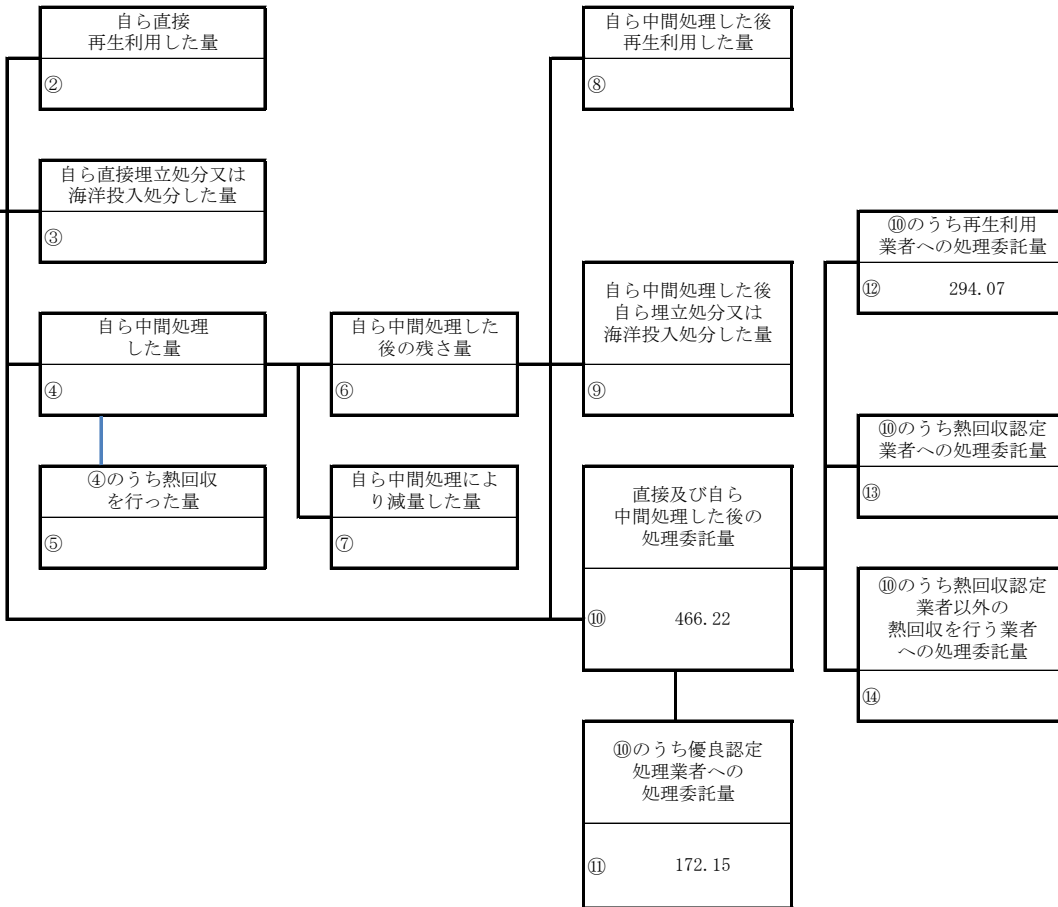 自ら直接
再生利用した量
②
自ら直接埋立処分又は
海洋投入処分した量
③
自ら中間処理
した量
④
④のうち熱回収
を行った量
⑤
自ら中間処理した
後の残さ量
⑥
自ら中間処理によ
り減量した量
⑦
自ら中間処理した後
再生利用した量
⑧
自ら中間処理した後
自ら埋立処分又は
海洋投入処分した量
⑨
直接及び自ら
中間処理した後の
処理委託量
⑩ 466.22
⑩のうち優良認定
処理業者への
処理委託量
⑪ 172.15
⑩のうち再生利用
業者への処理委託量
⑫ 294.07
⑩のうち熱回収認定
業者への処理委託量
⑬
⑩のうち熱回収認定
業者以外の
熱回収を行う業者
への処理委託量
⑭